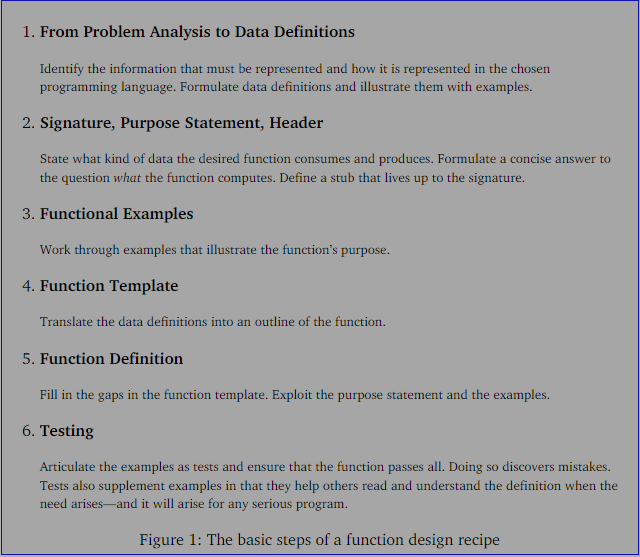 1. From Problem Analysis to Data Definitions
Identify the information that must be represented and how it is represented in the chosen
programming language. Formulate data definitions and illustrate them with examples.
2. Signature, Purpose Statement, Header
State what kind of data the desired function consumes and produces. Formulate a concise answer to
the question what the function computes. Define a stub that lives up to the signature.
3. Functional Examples
Work through examples that illustrate the function’s purpose.
4. Function Template
Translate the data definitions into an outline of the function.
5. Function Definition
Fill in the gaps in the function template. Exploit the purpose statement and the examples.
6. Testing
Articulate the examples as tests and ensure that the function passes all. Doing so discovers mistakes.
Tests also supplement examples in that they help others read and understand the definition when the
need arises—and it will arise for any serious program.
Figure 1: The basic steps of a function design recipe